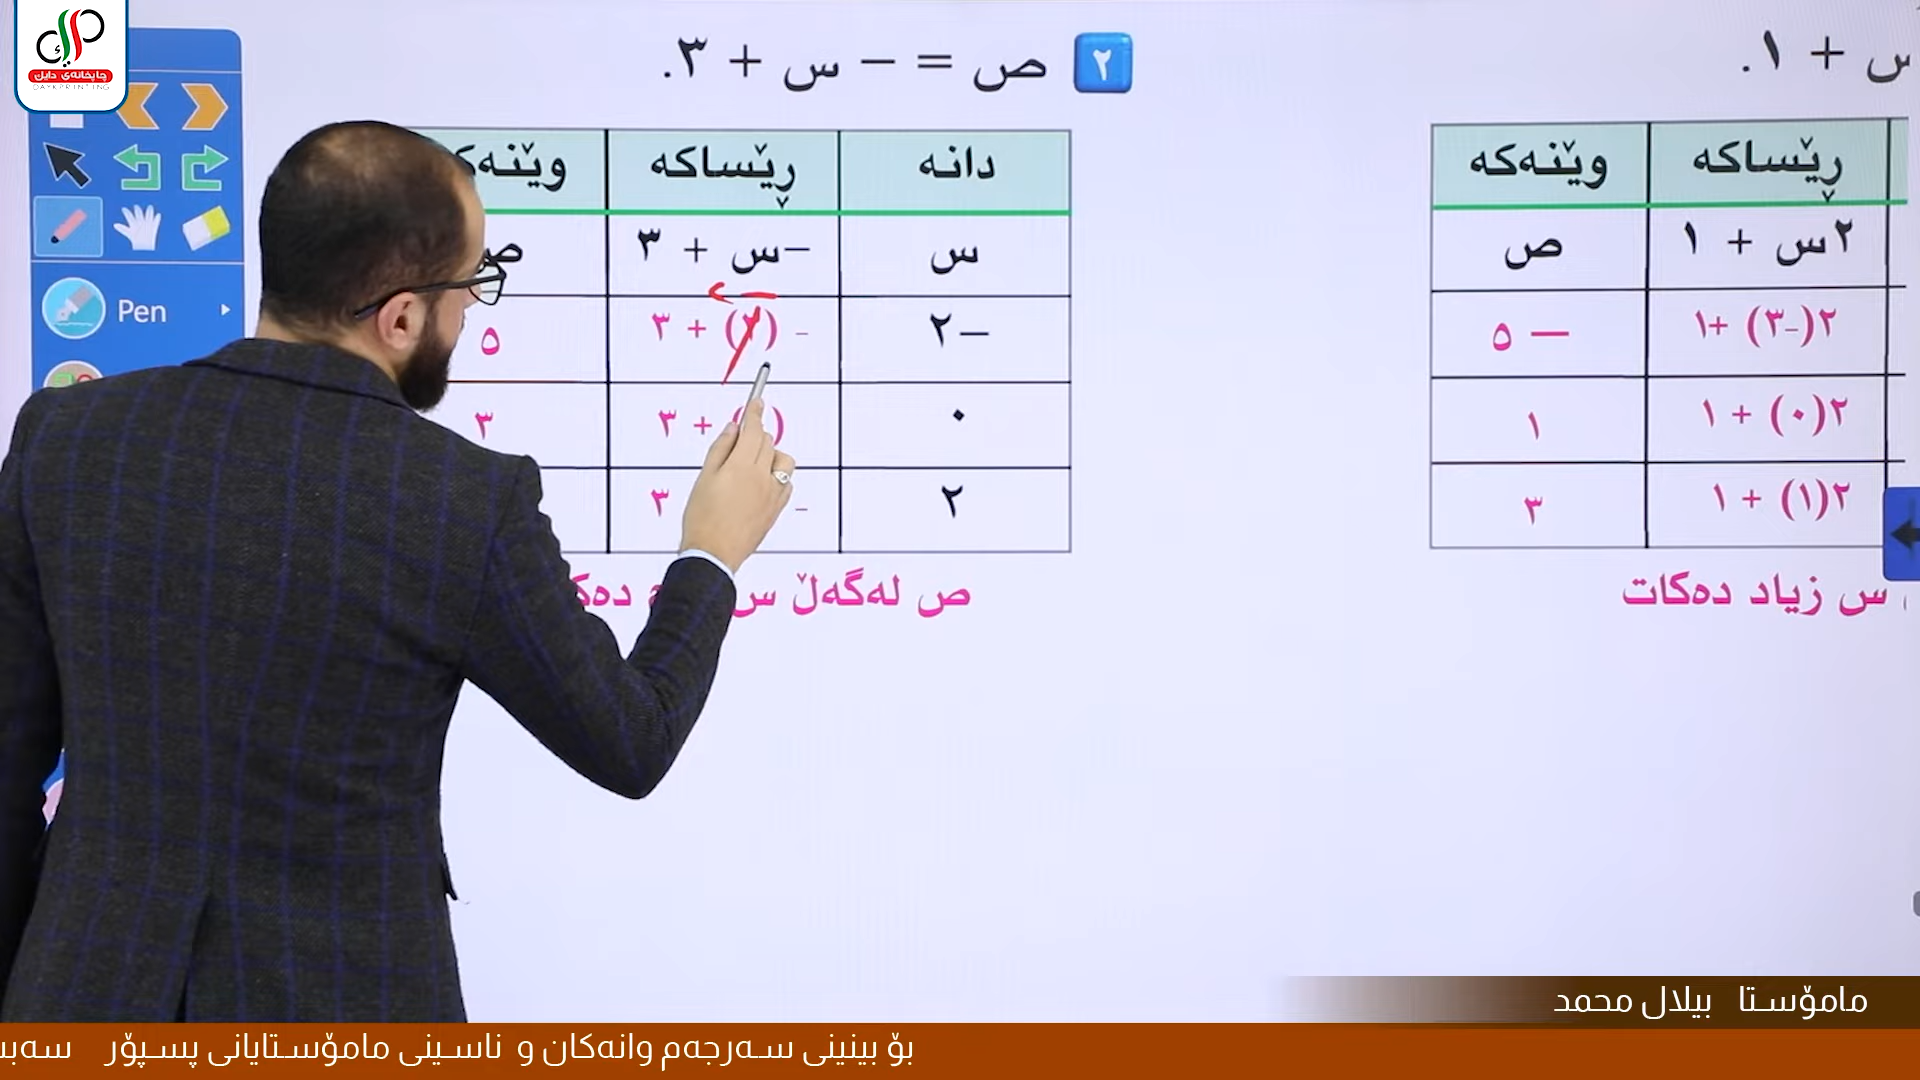 چاپخانەی دایک
DAYK PRINTING
س + ١.
٢
ص = − س + ٣.
ڕێساکە وێنەکە
٢س + ١ ص
٢(-٣) +١ — ٥
٢(٠) + ١ ١
٢(١) + ١ ٣
س زیاد دەکات
دانە ڕێساکە
س −س + ٣ ص
−٢ - (٢) + ٣ ٥
٠ + ٣ ٣
٢ - ٣
ص لەگەڵ س
Pen
مامۆستا بیلال محمد
بۆ بینینی سەرجەم وانەکان و ناسینی مامۆستایانی پسپۆر